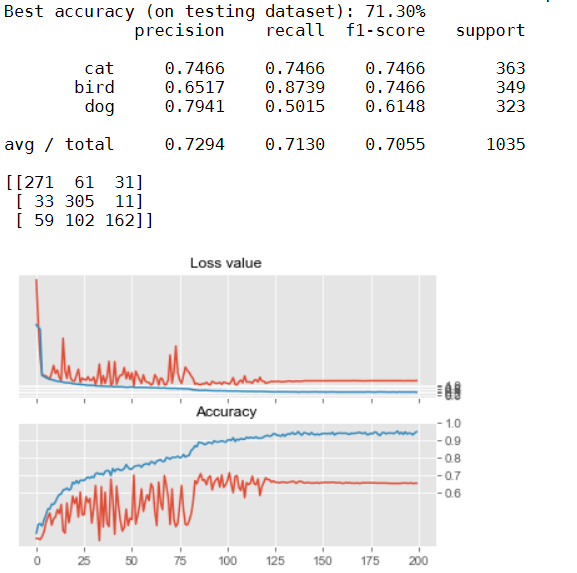 Best accuracy (on testing dataset): 71.30%
precision recall f1-score support
cat 0.7466 0.7466 0.7466 363
bird 0.6517 0.8739 0.7466 349
dog 0.7941 0.5015 0.6148 323
avg / total 0.7294 0.7130 0.7055 1035
[[271 61 31]
[ 33 305 11]
[ 59 102 162]]
Loss value
Accuracy
1.0
0.9
0.8
0.7
0.6
0 25 50 75 100 125 150 175 200